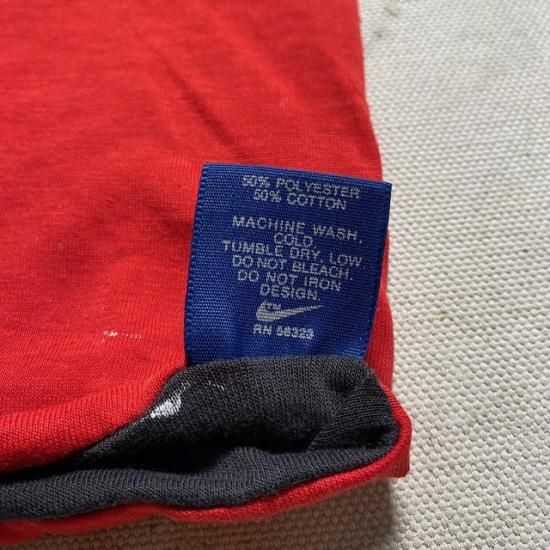 50% POLYESTER
50% COTTON
MACHINE WASH,
COLD,
TUMBLE DRY, LOW
DO NOT BLEACH.
DO NOT IRON
DESIGN.
TM
RN 56323